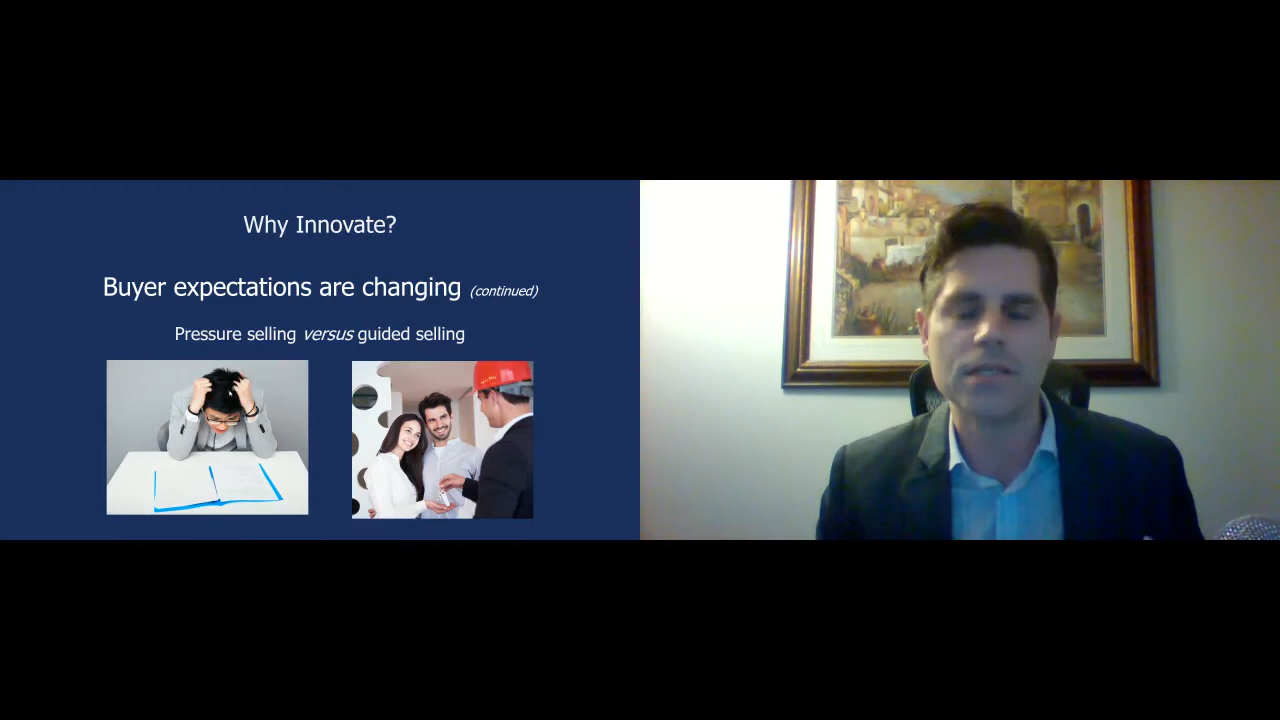 Why Innovate?
Buyer expectations are changing (continued)
Pressure selling versus guided selling